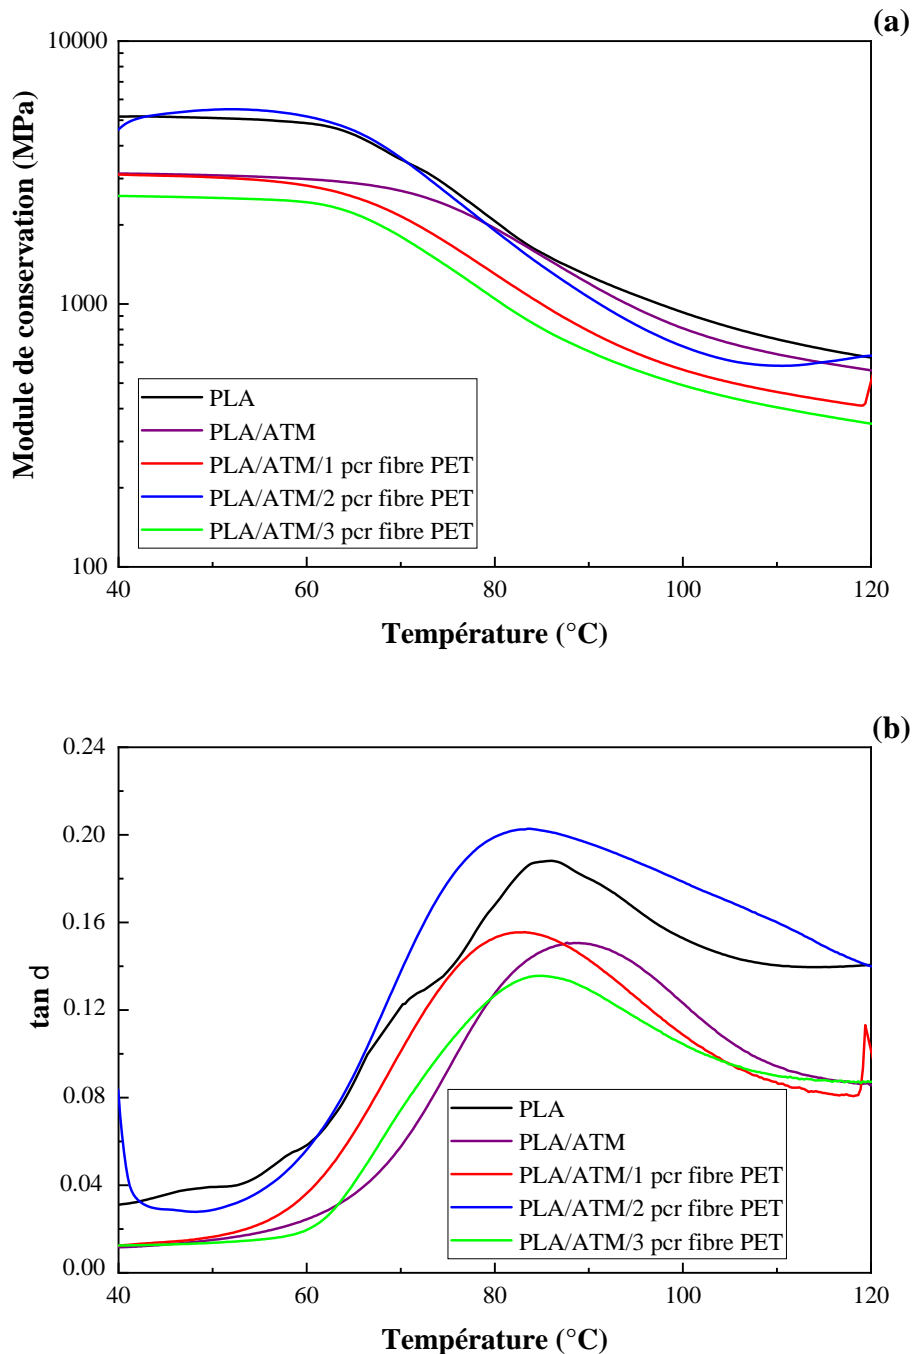 (a)
10000
1000
100
Module de conservation (MPa)
PLA
PLA/ATM
PLA/ATM/1 pcr fibre PET
PLA/ATM/2 pcr fibre PET
PLA/ATM/3 pcr fibre PET
40 60 80 100 120
Température (°C)
(b)
0.24
0.20
0.16
0.12
0.08
0.04
0.00
tan d
PLA
PLA/ATM
PLA/ATM/1 pcr fibre PET
PLA/ATM/2 pcr fibre PET
PLA/ATM/3 pcr fibre PET
40 60 80 100 120
Température (°C)